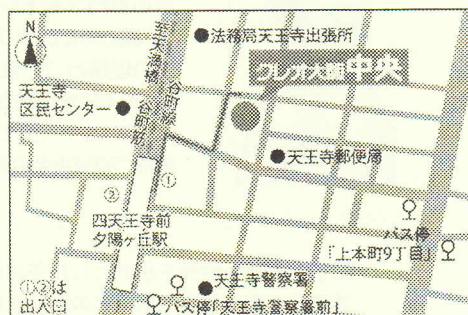 N
至天満橋
谷町線
谷町筋
法務局天王寺出張所
クレオ大阪中央
天王寺
区民センター
天王寺郵便局
②
①
四天王寺前
夕陽ヶ丘駅
バス停
「上本町9丁目」
①②は
出入口
天王寺警察署
バス停「天王寺警察署前」